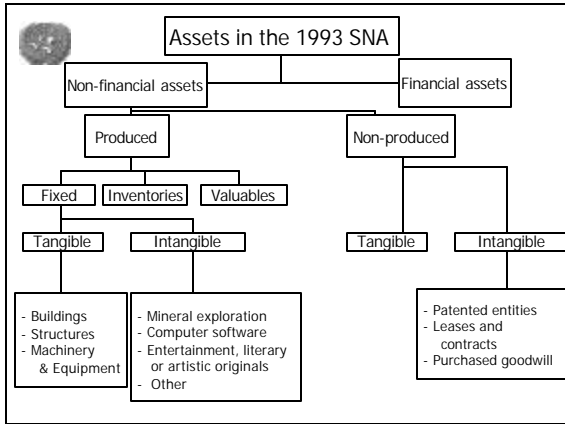 Assets in the 1993 SNA
Non-financial assets
Financial assets
Produced
Non-produced
Fixed
Inventories
Valuables
Tangible
Intangible
Tangible
Intangible
- Buildings
- Structures
- Machinery
& Equipment
- Mineral exploration
- Computer software
- Entertainment, literary
or artistic originals
- Other
- Patented entities
- Leases and
contracts
- Purchased goodwill